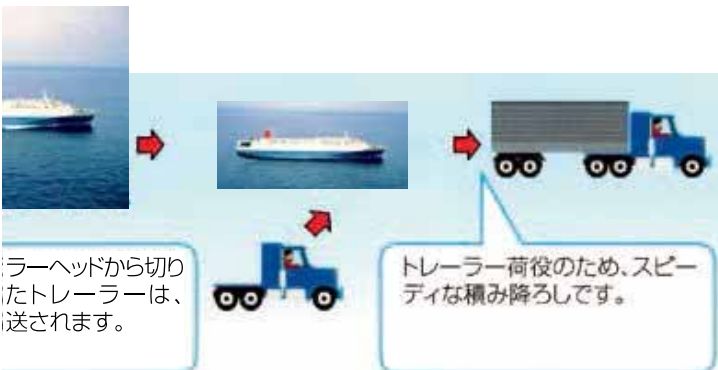 ラーヘッドから切り
たトレーラーは、
送されます。
トレーラー荷役のため、スピー
ディな積み降ろしです。